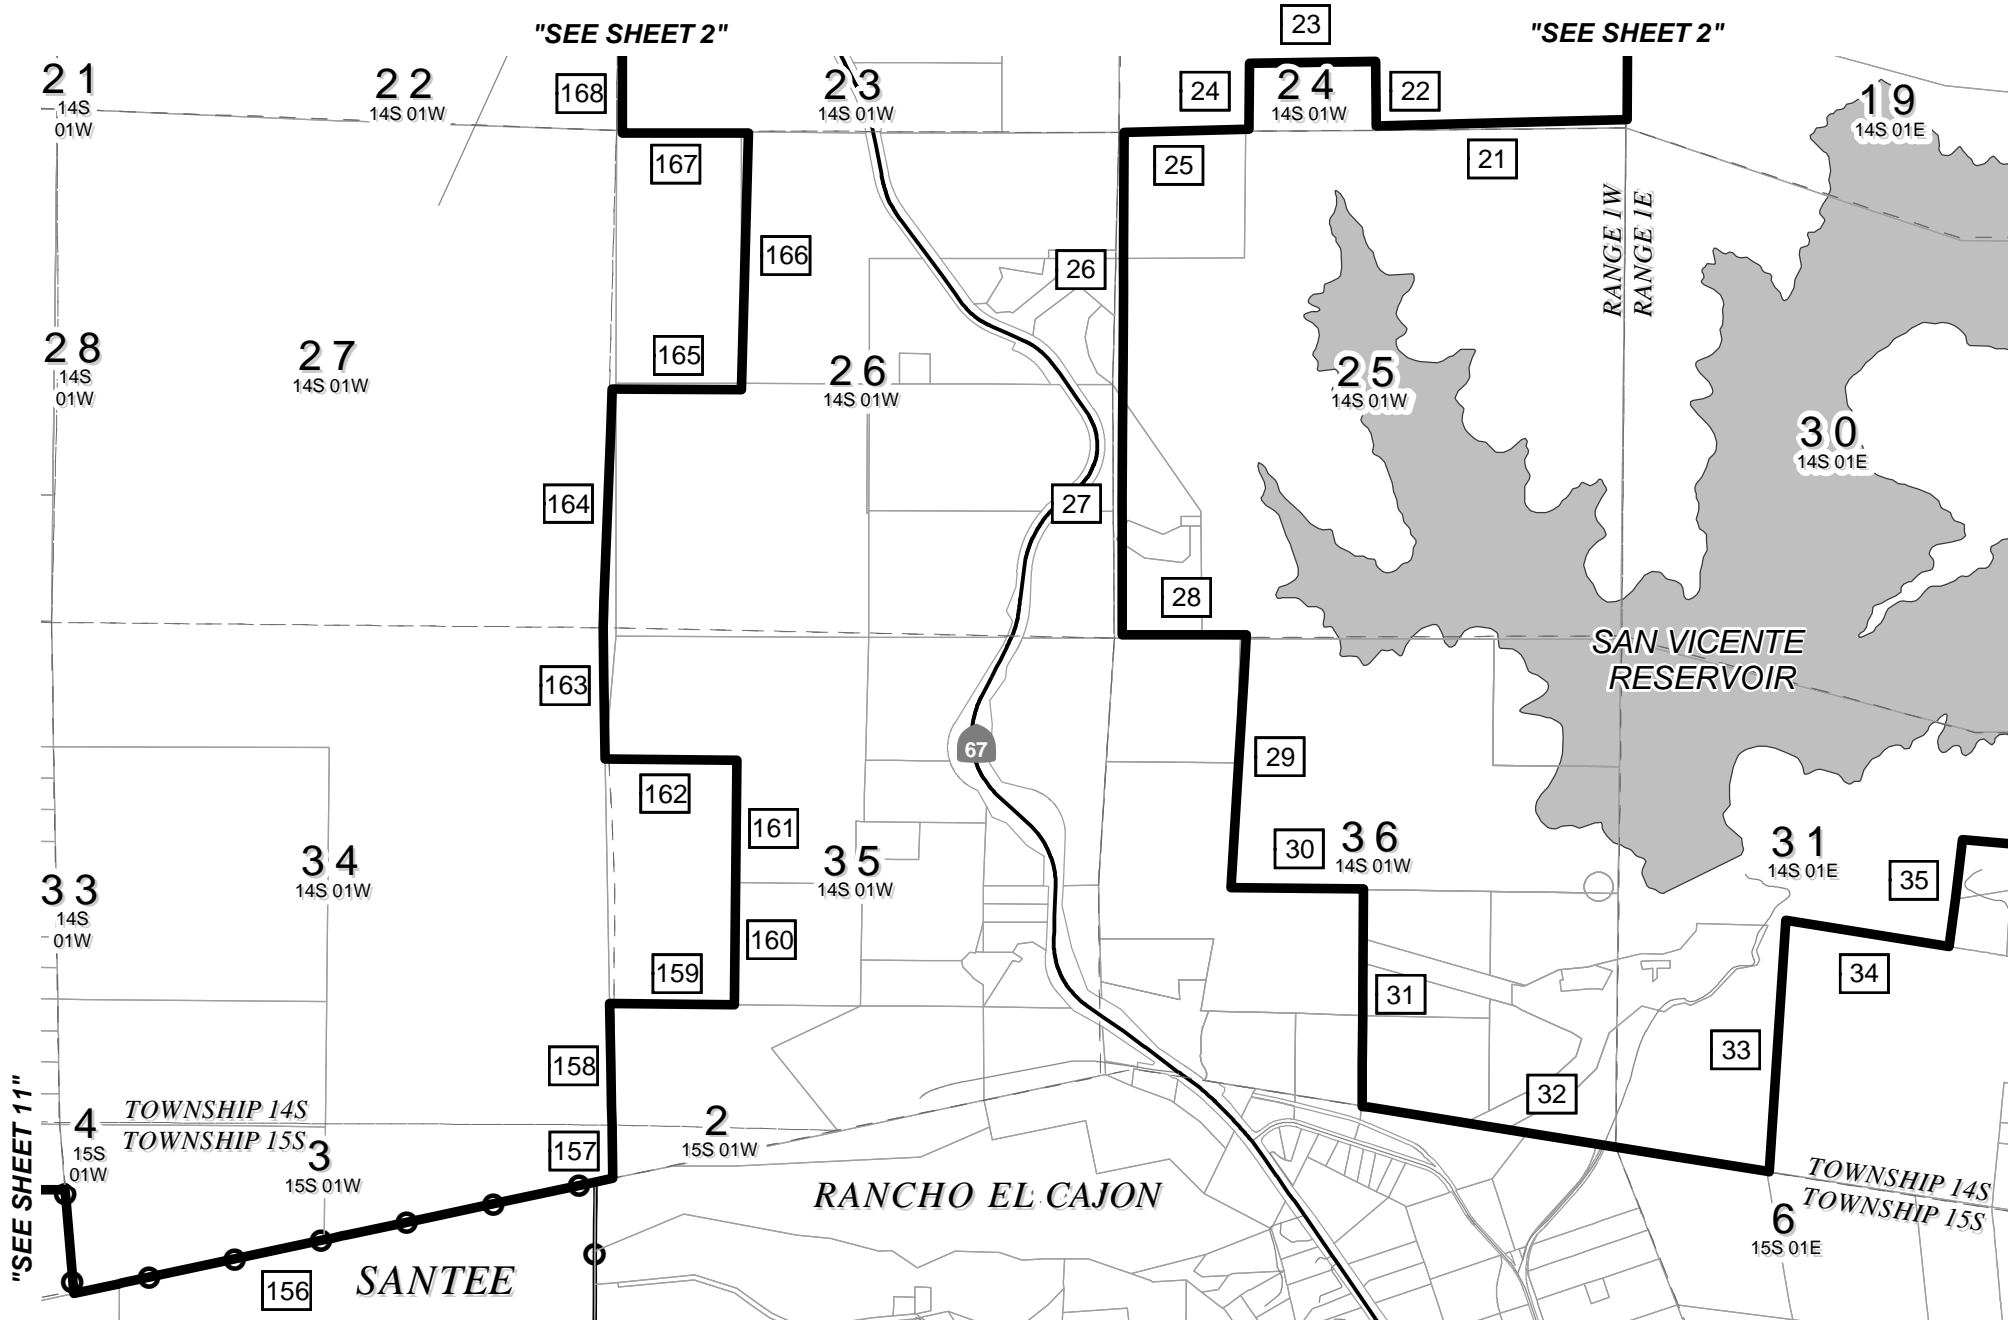 "SEE SHEET 2"
23
"SEE SHEET 2"
21
14S
01W
22
14S 01W
168
23
14S 01W
24
24
14S 01W
22
19
14S 01E
167
25
21
RANGE 1W
RANGE 1E
166
26
28
14S
01W
27
14S 01W
165
26
14S 01W
25
14S 01W
30
14S 01E
164
27
28
SAN VICENTE
RESERVOIR
163
67
29
162
161
30
36
14S 01W
31
14S 01E
35
33
14S
01W
34
14S 01W
35
14S 01W
160
159
34
31
33
158
32
"SEE SHEET 11"
TOWNSHIP 14S
TOWNSHIP 15S
4
15S
01W
3
15S 01W
157
2
15S 01W
RANCHO EL CAJON
TOWNSHIP 14S
TOWNSHIP 15S
6
15S 01E
156
SANTEE